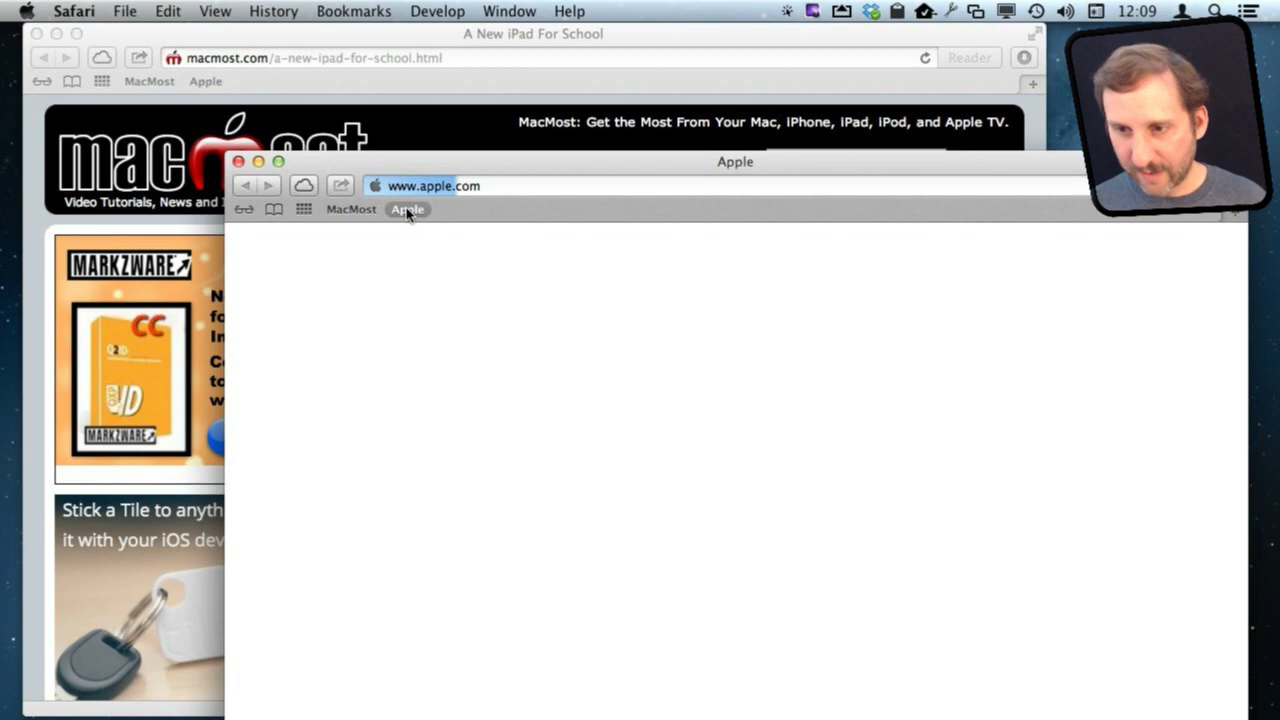 Safari File Edit View History Bookmarks Develop Window Help 12:09
A New iPad For School
macmost.com/a-new-ipad-for-school.html Reader
MacMost Apple
macmost
MacMost: Get the Most From Your Mac, iPhone, iPad, iPod, and Apple TV.
Video Tutorials, News and
Apple
www.apple.com
MacMost Apple
MARKZWARE
CC
Q2ID
ID
MARKZWARE
Stick a Tile to anyth
it with your iOS dev